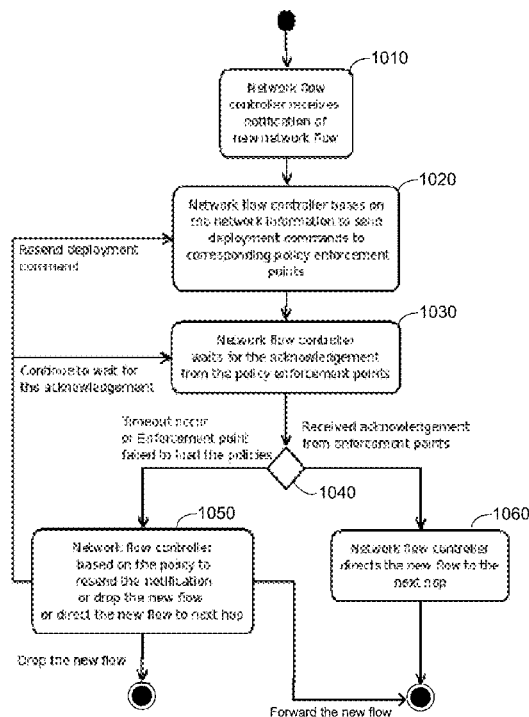 1010
Network flow
controller receives
notification of
new network flow
1020
Network flow controller based on
the network information to send
deployment commands to
corresponding policy enforcement
points
Resend deployment
command
1030
Network flow controller
waits for the acknowledgement
from the policy enforcement points
Continue to wait for
the acknowledgement
Timeout occur
or Enforcement point
failed to load the policies
Received acknowledgement
from enforcement points
1040
1050
Network flow controller
based on the policy to
resend the notification
or drop the new flow
or direct the new flow to next hop
1060
Network flow controller
directs the new flow to the
next hop
Drop the new flow
Forward the new flow